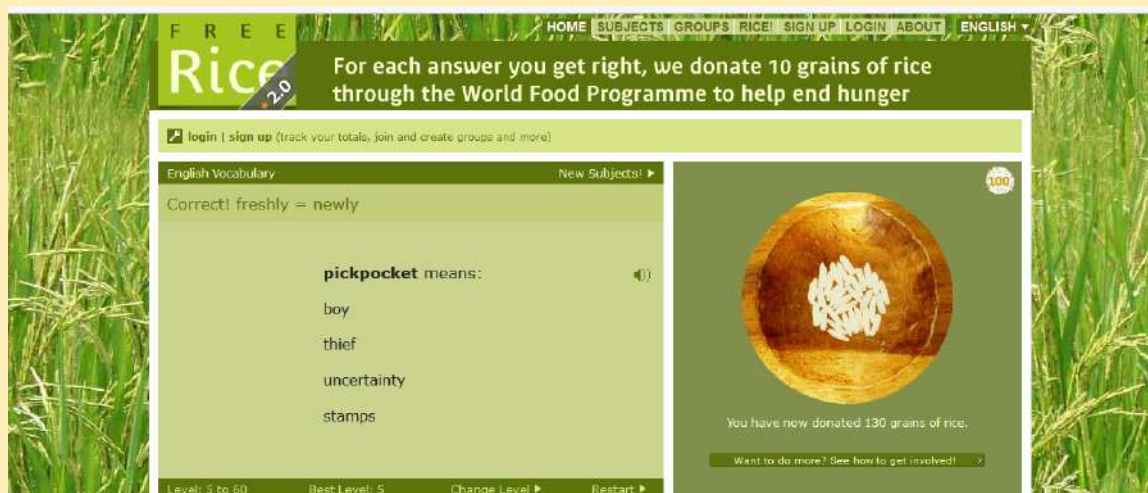 FREE
Rice 2.0
HOME SUBJECTS GROUPS RICE! SIGN UP LOGIN ABOUT ENGLISH ▼
For each answer you get right, we donate 10 grains of rice
through the World Food Programme to help end hunger
login | sign up (track your totals, join and create groups and more)
English Vocabulary New Subjects! ►
Correct! freshly = newly
pickpocket means:
boy
thief
uncertainty
stamps
Level: 5 to 60 Best Level: 5 Change Level ► Restart ►
100
You have now donated 130 grains of rice.
Want to do more? See how to get involved! >